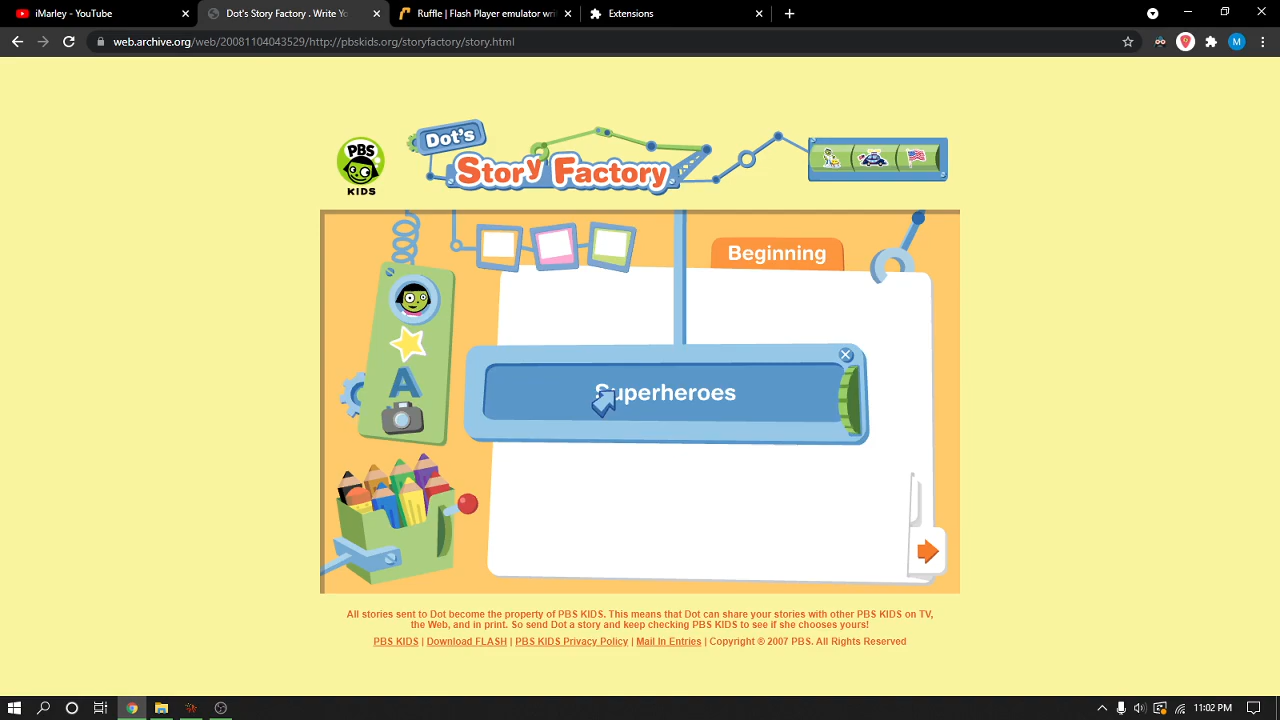 iMarley - YouTube
Dot's Story Factory . Write Yo
Ruffle | Flash Player emulator wri
Extensions
web.archive.org/web/20081104043529/http://pbskids.org/storyfactory/story.html
M
PBS
KIDS
Dot's
Story Factory
Beginning
A
Superheroes
All stories sent to Dot become the property of PBS KIDS. This means that Dot can share your stories with other PBS KIDS on TV,
the Web, and in print. So send Dot a story and keep checking PBS KIDS to see if she chooses yours!
PBS KIDS | Download FLASH | PBS KIDS Privacy Policy | Mail In Entries | Copyright © 2007 PBS. All Rights Reserved
11:02 PM